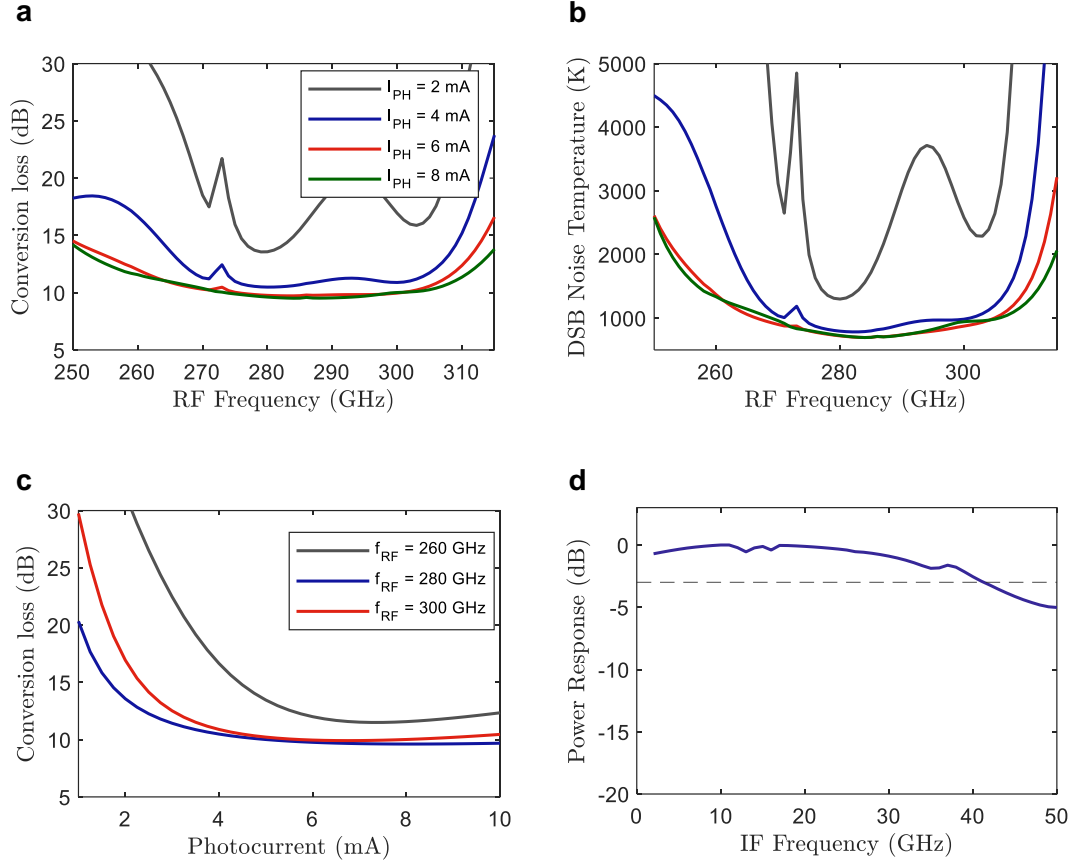 a
30
25
20
15
10
5
250 260 270 280 290 300 310
Conversion loss (dB)
RF Frequency (GHz)
I_PH = 2 mA
I_PH = 4 mA
I_PH = 6 mA
I_PH = 8 mA
b
5000
4000
3000
2000
1000
260 280 300
DSB Noise Temperature (K)
RF Frequency (GHz)
c
30
25
20
15
10
5
2 4 6 8 10
Conversion loss (dB)
Photocurrent (mA)
f_RF = 260 GHz
f_RF = 280 GHz
f_RF = 300 GHz
d
0
-5
-10
-15
-20
0 10 20 30 40 50
Power Response (dB)
IF Frequency (GHz)